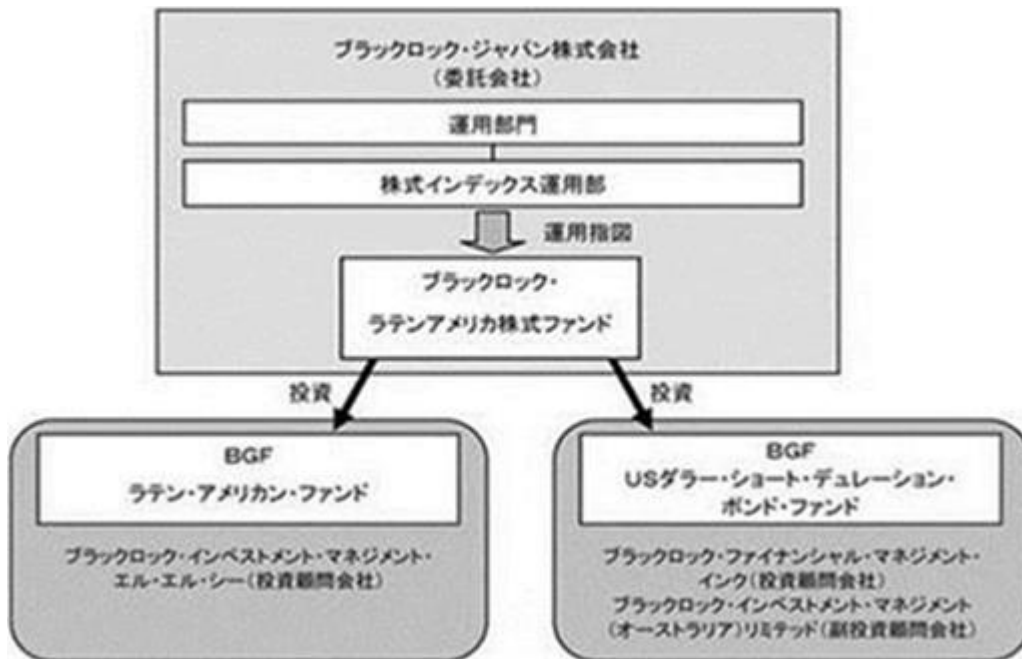 ブラックロック・ジャパン株式会社
(委託会社)
運用部門
株式インデックス運用部
運用指図
ブラックロック・
ラテンアメリカ株式ファンド
投資
投資
BGF
ラテン・アメリカン・ファンド
ブラックロック・インベストメント・マネジメント・
エル・エル・シー(投資顧問会社)
BGF
USダラー・ショート・デュレーション・
ボンド・ファンド
ブラックロック・ファイナンシャル・マネジメント・
インク(投資顧問会社)
ブラックロック・インベストメント・マネジメント
(オーストラリア)リミテッド(副投資顧問会社)